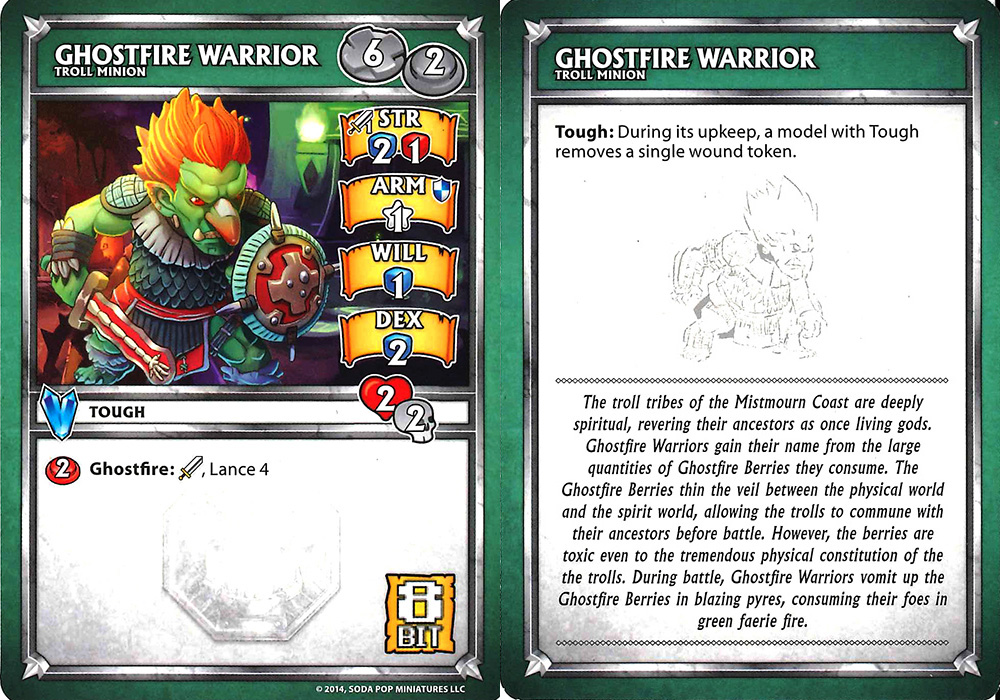 GHOSTFIRE WARRIOR
TROLL MINION
6
2
STR
2 1
ARM
1
WILL
1
DEX
2
TOUGH
2
2
2 Ghostfire: , Lance 4
8
BIT
© 2014, SODA POP MINIATURES LLC
GHOSTFIRE WARRIOR
TROLL MINION
Tough: During its upkeep, a model with Tough
removes a single wound token.
The troll tribes of the Mistmourn Coast are deeply
spiritual, revering their ancestors as once living gods.
Ghostfire Warriors gain their name from the large
quantities of Ghostfire Berries they consume. The
Ghostfire Berries thin the veil between the physical world
and the spirit world, allowing the trolls to commune with
their ancestors before battle. However, the berries are
toxic even to the tremendous physical constitution of the
the trolls. During battle, Ghostfire Warriors vomit up the
Ghostfire Berries in blazing pyres, consuming their foes in
green faerie fire.